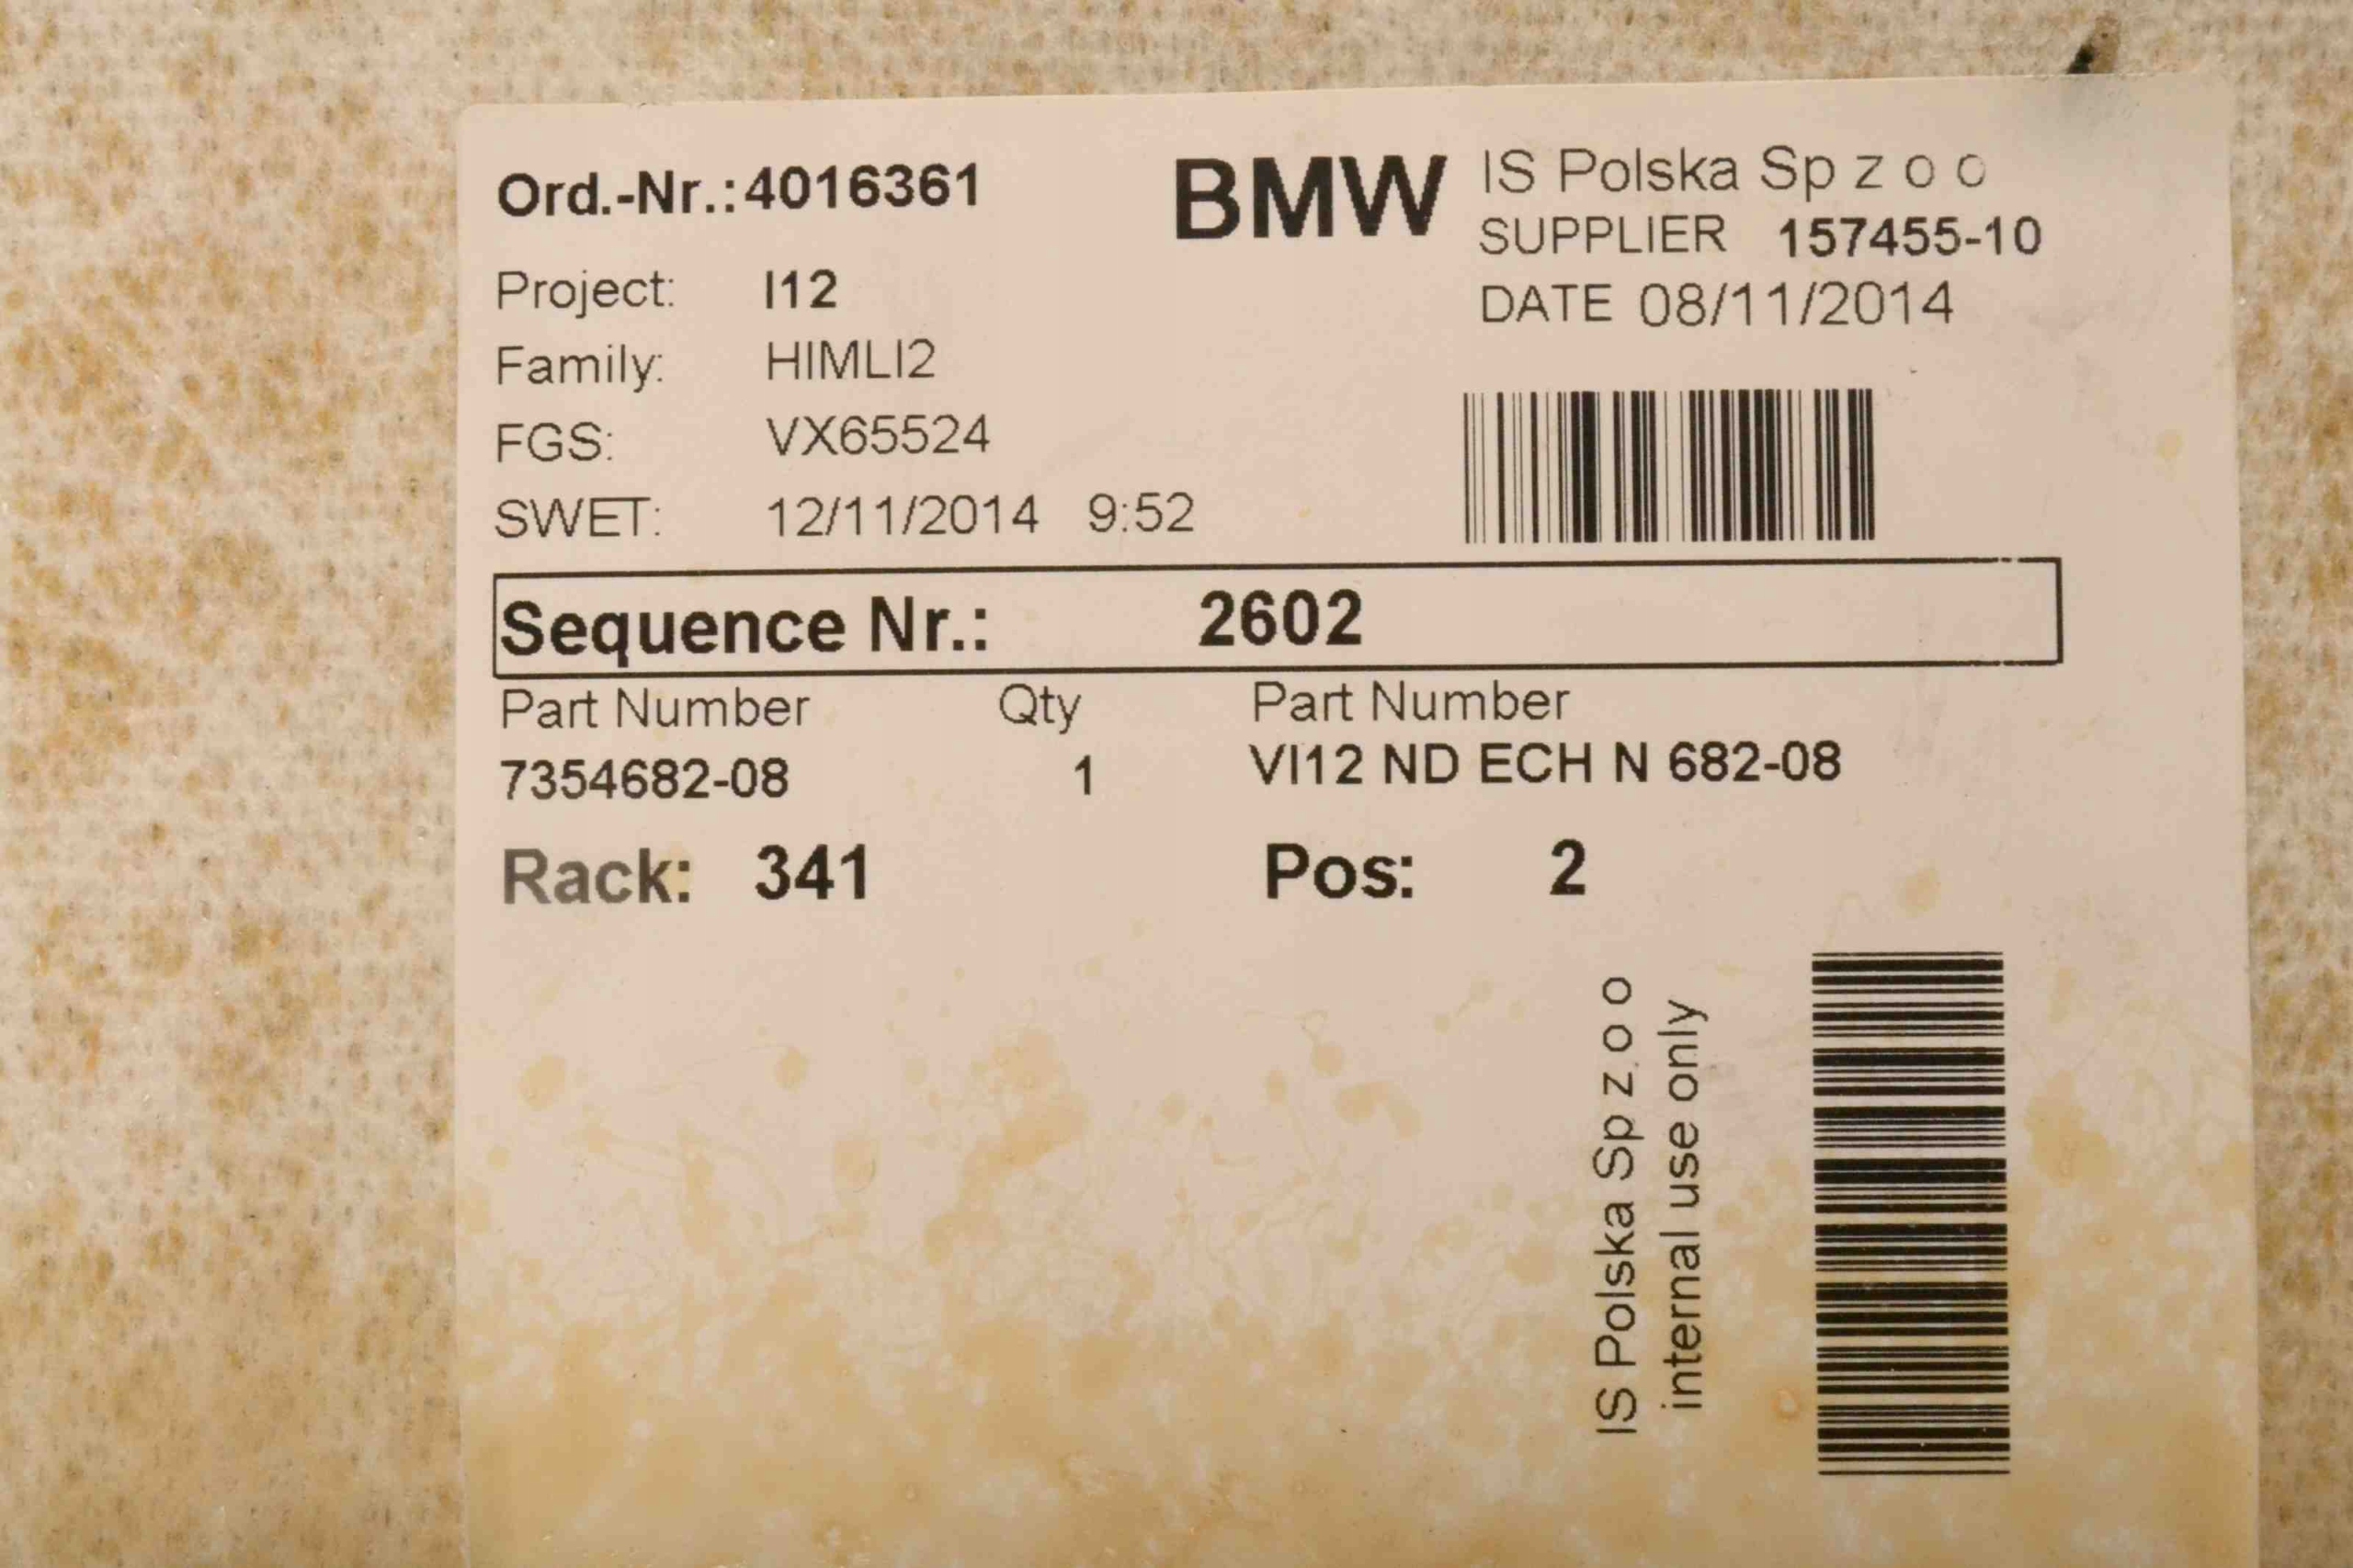 Ord.-Nr.:4016361
BMW
IS Polska Sp z o o
SUPPLIER 157455-10
DATE 08/11/2014
Project: I12
Family: HIMLI2
FGS: VX65524
SWET: 12/11/2014 9:52
Sequence Nr.: 2602
Part Number Qty Part Number
7354682-08 1 VI12 ND ECH N 682-08
Rack: 341 Pos: 2
IS Polska Sp z o o
internal use only